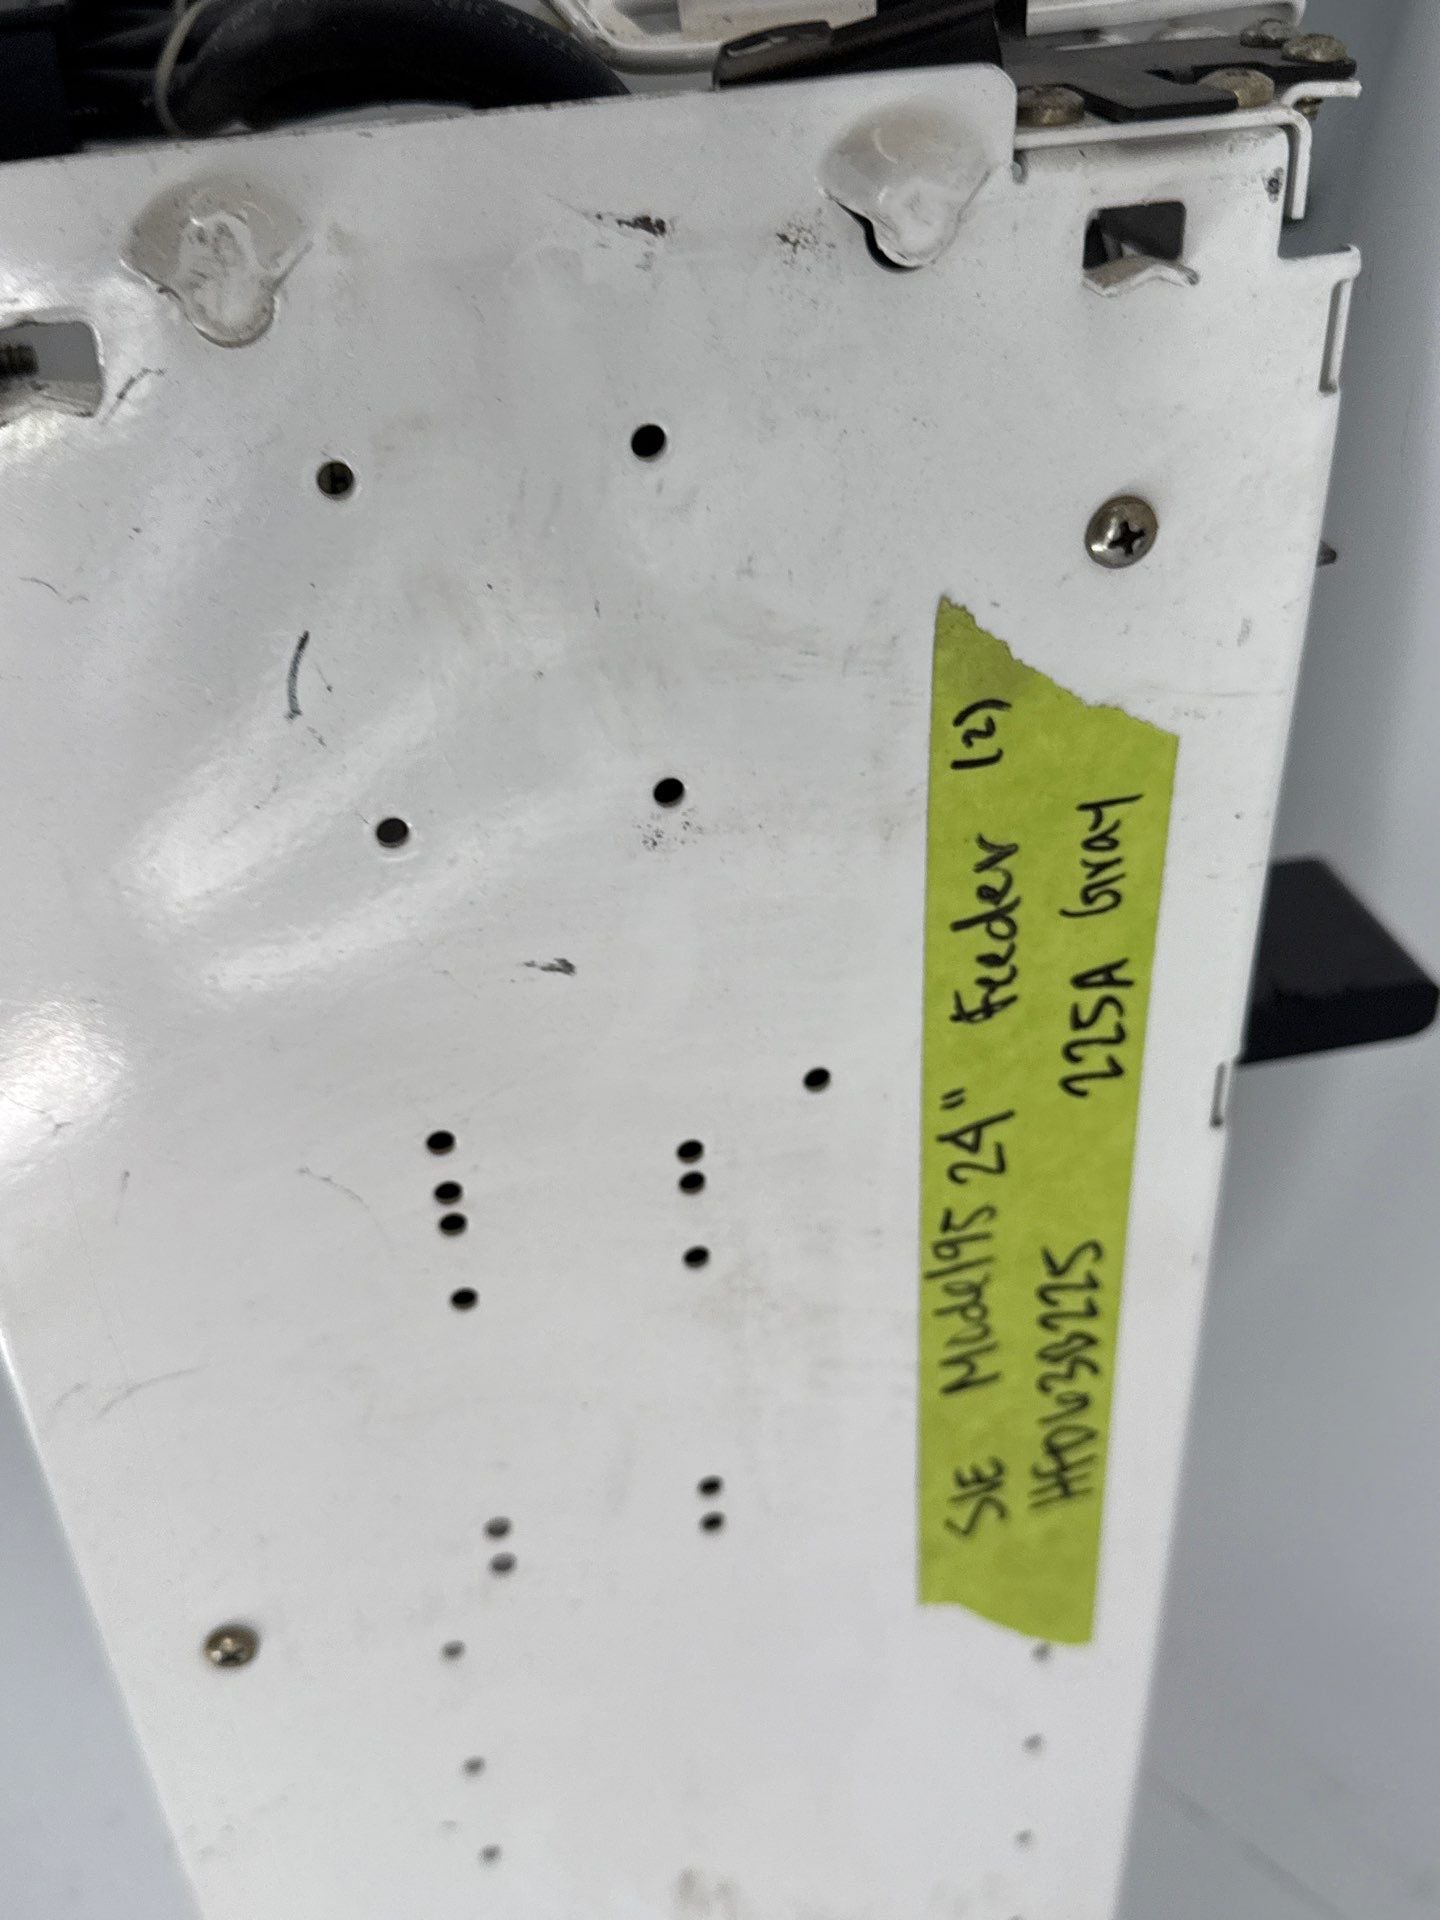 SIE Model 95 24" Feeder (2)
HFD63B225 225A Gray